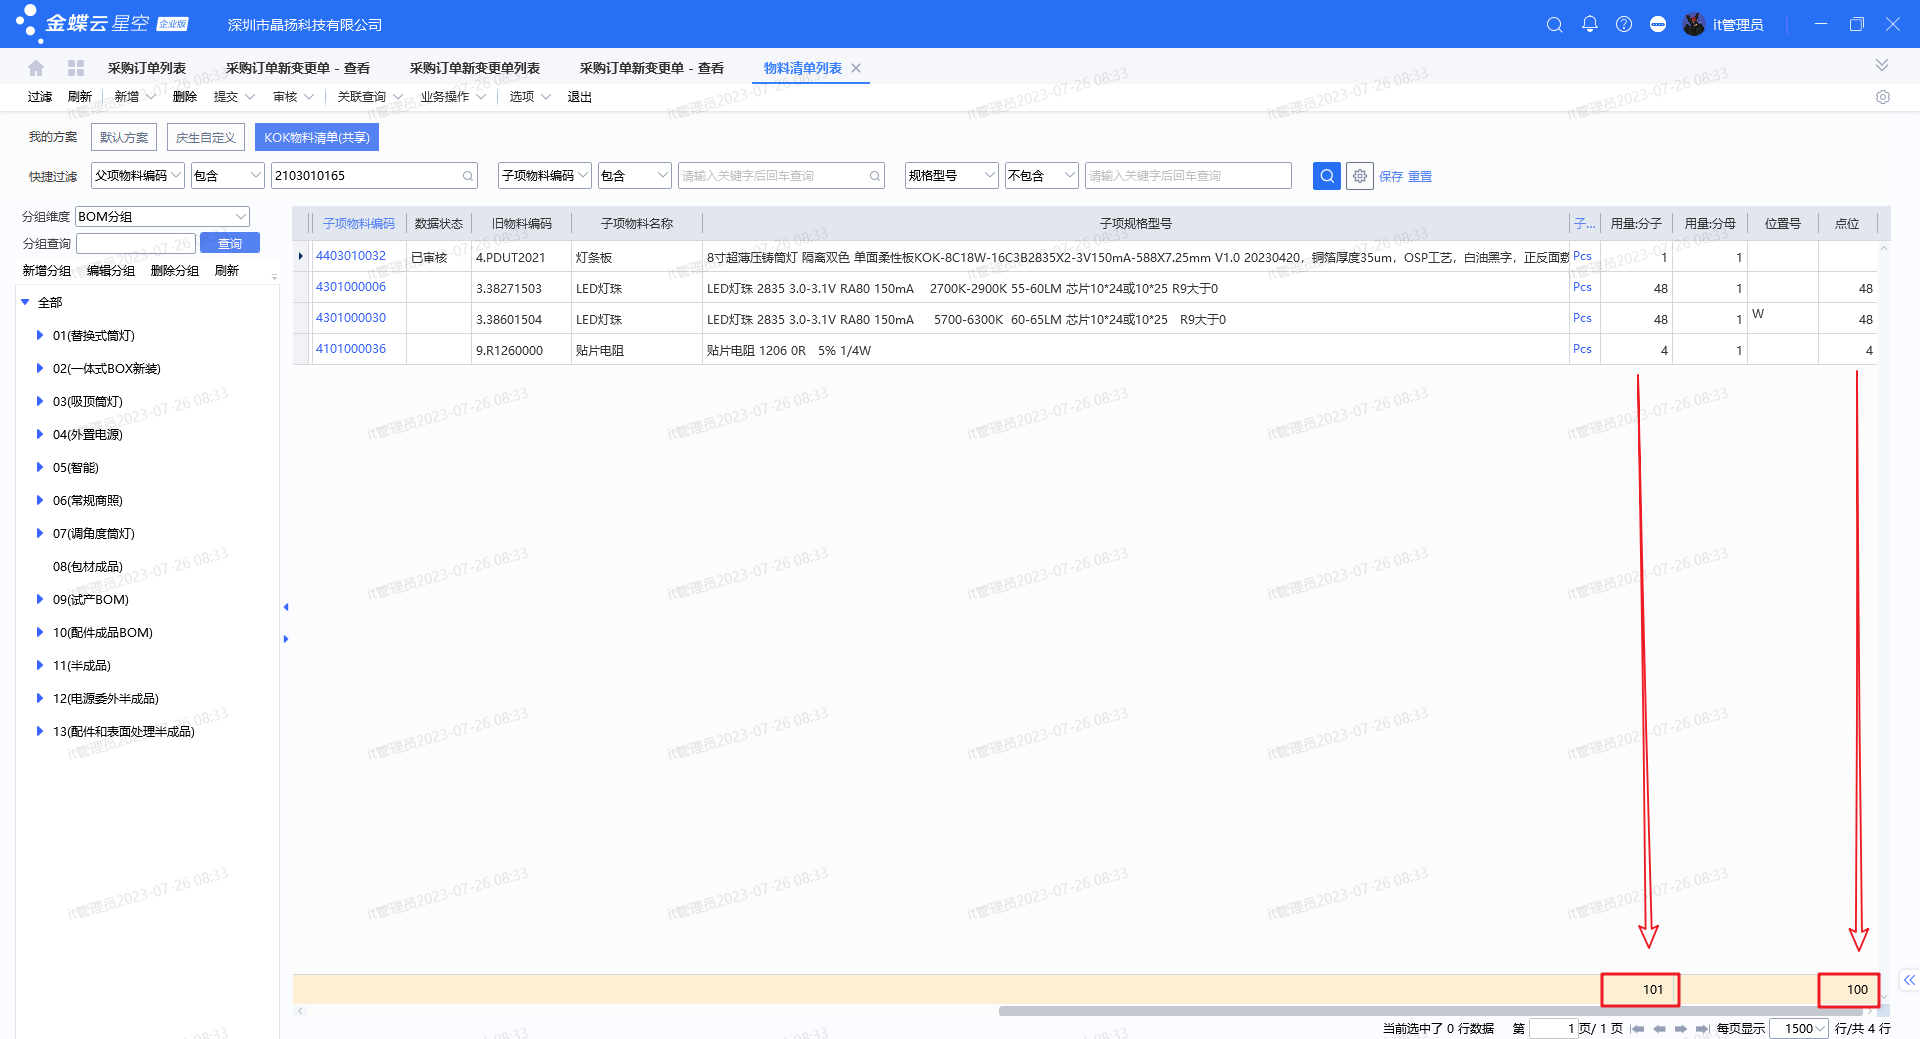 金蝶云 星空 企业版 深圳市晶扬科技有限公司 it管理员
采购订单列表 采购订单新变更单 - 查看 采购订单新变更单列表 采购订单新变更单 - 查看 物料清单列表
过滤 刷新 新增 删除 提交 审核 关联查询 业务操作 选项 退出
我的方案 默认方案 庆生自定义 KOK物料清单(共享)
快捷过滤 父项物料编码 包含 2103010165 子项物料编码 包含 请输入关键字后回车查询 规格型号 不包含 请输入关键字后回车查询 保存 重置
分组维度 BOM分组
分组查询 查询
新增分组 编辑分组 删除分组 刷新
全部
01(替换式筒灯)
02(一体式BOX新装)
03(吸顶筒灯)
04(外置电源)
05(智能)
06(常规商照)
07(调角度筒灯)
08(包材成品)
09(试产BOM)
10(配件成品BOM)
11(半成品)
12(电源委外半成品)
13(配件和表面处理半成品)
子项物料编码 数据状态 旧物料编码 子项物料名称 子项规格型号 子... 用量:分子 用量:分母 位置号 点位
4403010032 已审核 4.PDUT2021 灯条板 8寸超薄压铸筒灯 隔离双色 单面柔性板KOK-8C18W-16C3B2835X2-3V150mA-588X7.25mm V1.0 20230420，铜箔厚度35um，OSP工艺，白油黑字，正反面敷 Pcs 1 1
4301000006 3.38271503 LED灯珠 LED灯珠 2835 3.0-3.1V RA80 150mA 2700K-2900K 55-60LM 芯片10*24或10*25 R9大于0 Pcs 48 1 48
4301000030 3.38601504 LED灯珠 LED灯珠 2835 3.0-3.1V RA80 150mA 5700-6300K 60-65LM 芯片10*24或10*25 R9大于0 Pcs 48 1 W 48
4101000036 9.R1260000 贴片电阻 贴片电阻 1206 0R 5% 1/4W Pcs 4 1 4
101 100
当前选中了 0 行数据 第 1 页/ 1 页 每页显示 1500 行/共 4 行
it管理员2023-07-26 08:33